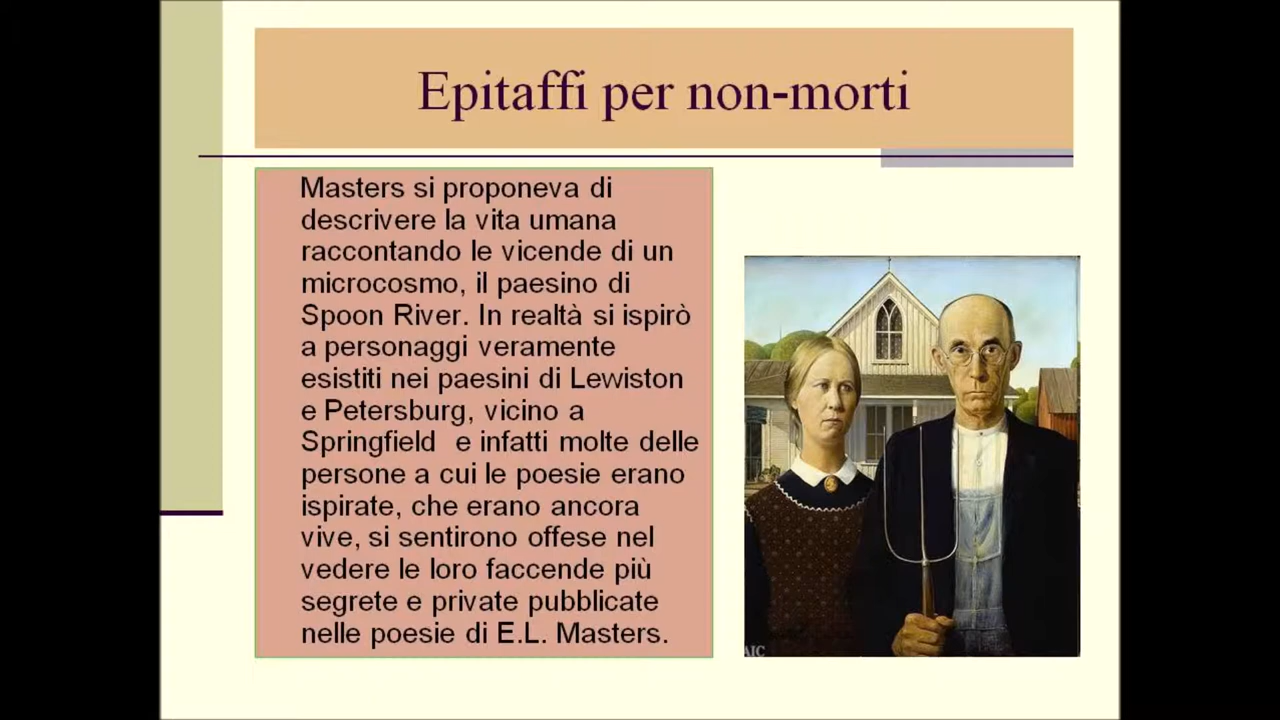 Epitaffi per non-morti
Masters si proponeva di
descrivere la vita umana
raccontando le vicende di un
microcosmo, il paesino di
Spoon River. In realtà si ispirò
a personaggi veramente
esistiti nei paesini di Lewiston
e Petersburg, vicino a
Springfield e infatti molte delle
persone a cui le poesie erano
ispirate, che erano ancora
vive, si sentirono offese nel
vedere le loro faccende più
segrete e private pubblicate
nelle poesie di E.L. Masters.
AIC